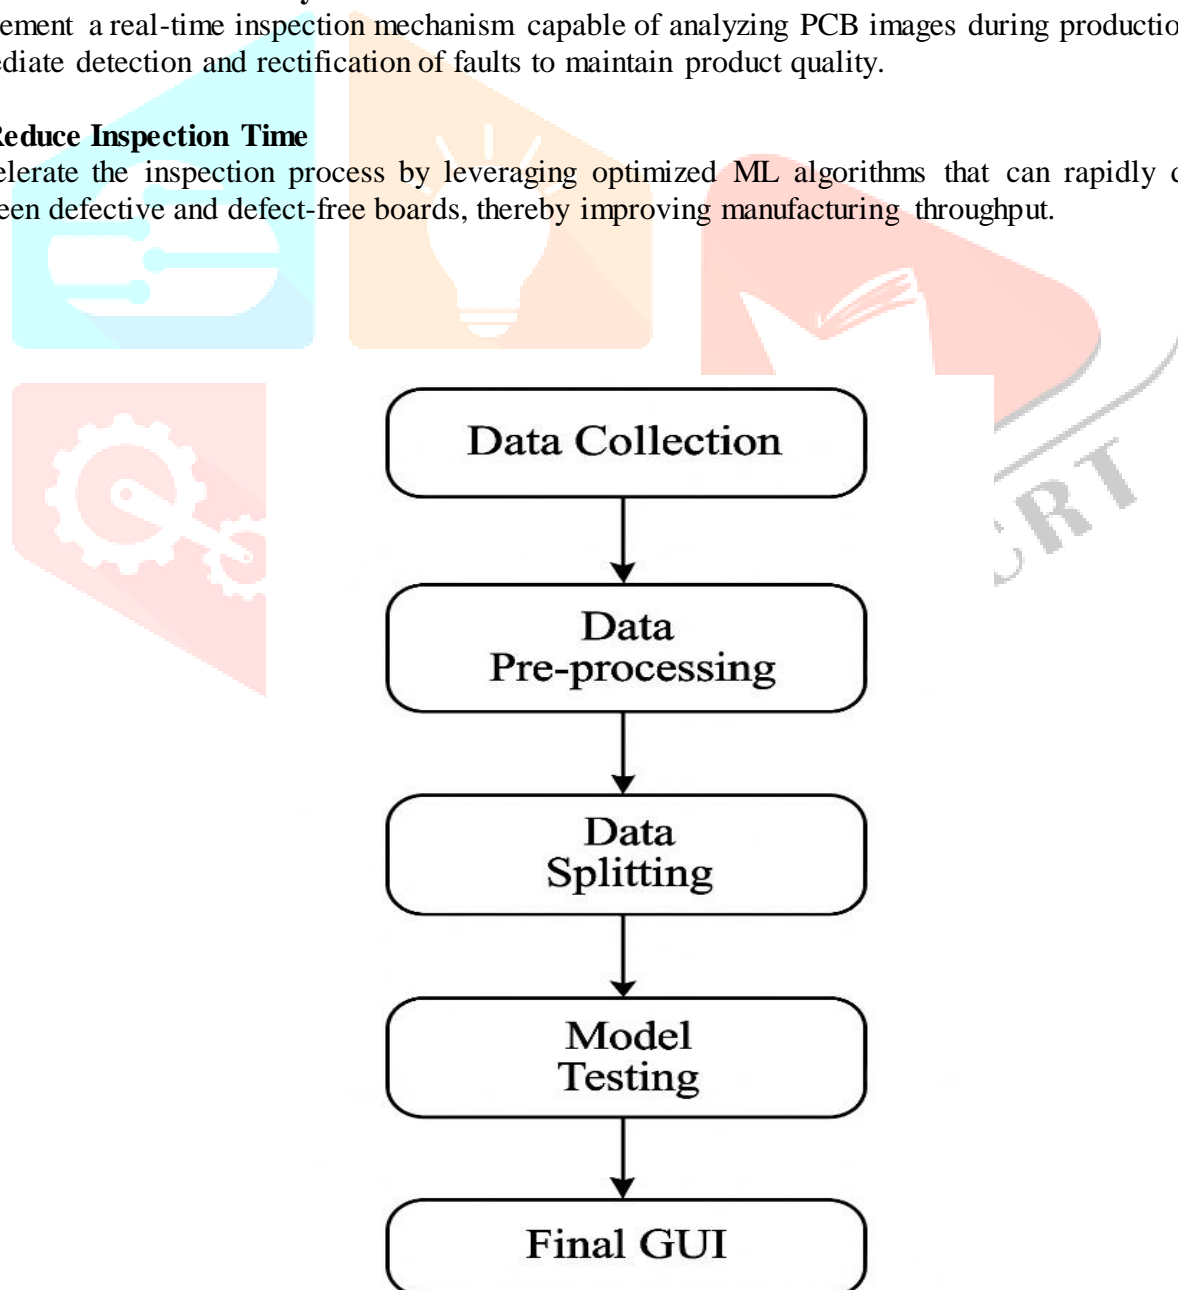 ement a real-time inspection mechanism capable of analyzing PCB images during productio
ediate detection and rectification of faults to maintain product quality.
Reduce Inspection Time
elerate the inspection process by leveraging optimized ML algorithms that can rapidly
een defective and defect-free boards, thereby improving manufacturing throughput.
Data Collection
CRT
Data
Pre-processing
Data
Splitting
Model
Testing
Final GUI